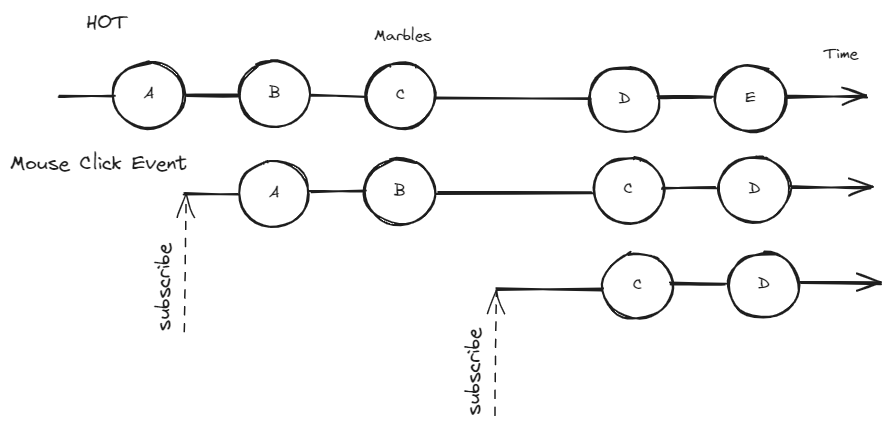 HOT
Marbles
Time
A B C D E
Mouse Click Event
A B C D
subscribe
C D
subscribe